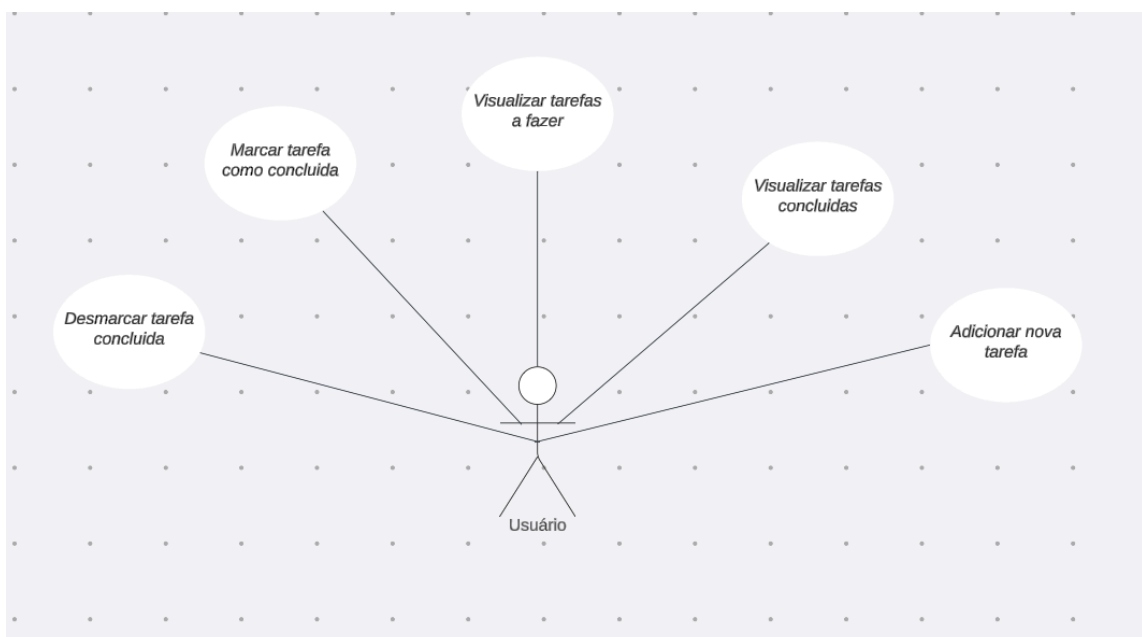 Visualizar tarefas
a fazer
Marcar tarefa
como concluida
Visualizar tarefas
concluidas
Desmarcar tarefa
concluida
Adicionar nova
tarefa
Usuário